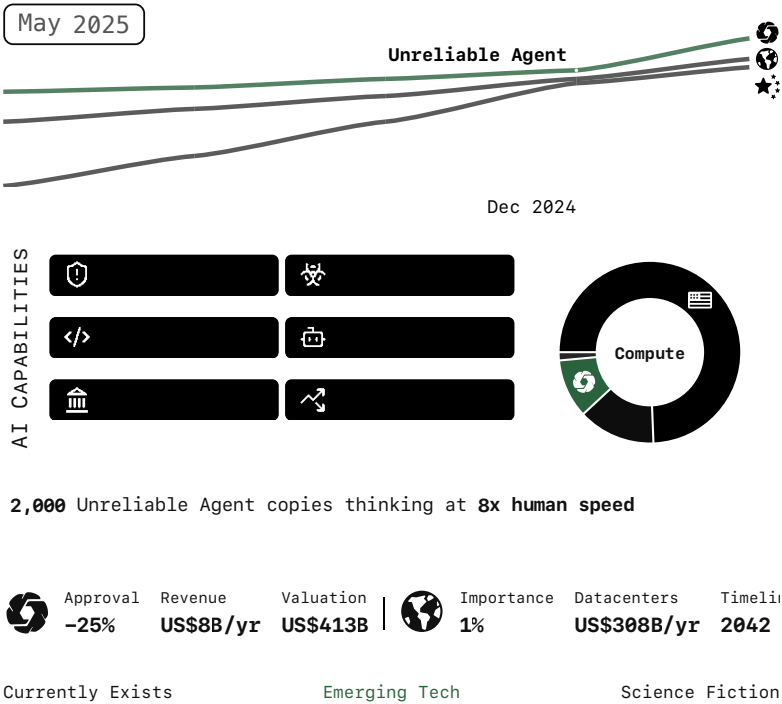 May 2025
Unreliable Agent
Dec 2024
AI CAPABILITIES
Compute
2,000 Unreliable Agent copies thinking at 8x human speed
Approval Revenue Valuation Importance Datacenters Timelin
−25% US$8B/yr US$413B 1% US$308B/yr 2042
Currently Exists Emerging Tech Science Fiction